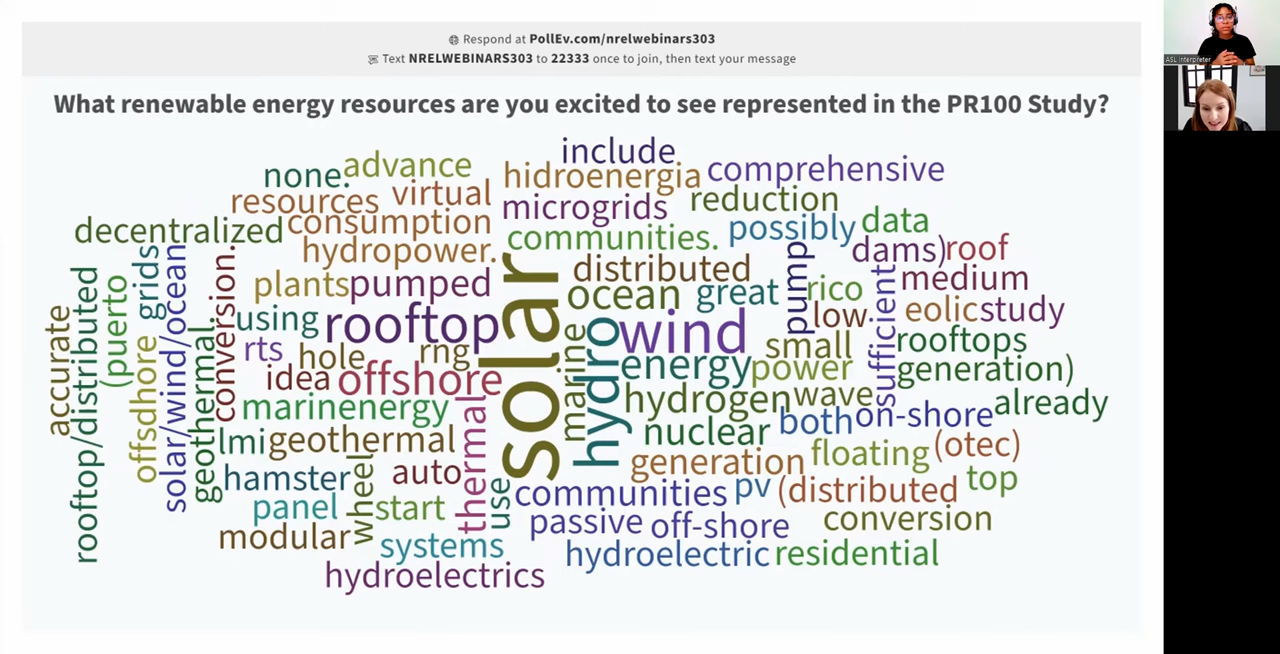 Respond at PollEv.com/nrelwebinars303
Text NRELWEBINARS303 to 22333 once to join, then text your message
What renewable energy resources are you excited to see represented in the PR100 Study?
include
none.
advance
hidroenergia
comprehensive
resources
virtual
microgrids
reduction
decentralized
consumption
communities.
possibly
data
hydropower.
dams)
roof
grids
plants
pumped
distributed
pump
medium
ocean
great
rico
using
rooftop
solar
wind
low.
eolic
study
rts
hole
rng
marine
hydro
small
sufficient
rooftops
idea
offshore
energy
power
generation)
accurate
rooftop/distributed
(puerto
offsdhore
solar/wind/ocean
geothermal.
conversion.
marinenergy
thermal
hydrogen
wave
both
on-shore
already
lmi
geothermal
nuclear
generation
floating
(otec)
hamster
wheel
auto
use
communities
pv
(distributed
top
panel
start
passive
off-shore
conversion
modular
systems
hydroelectric
residential
hydroelectrics
ASL Interpreter